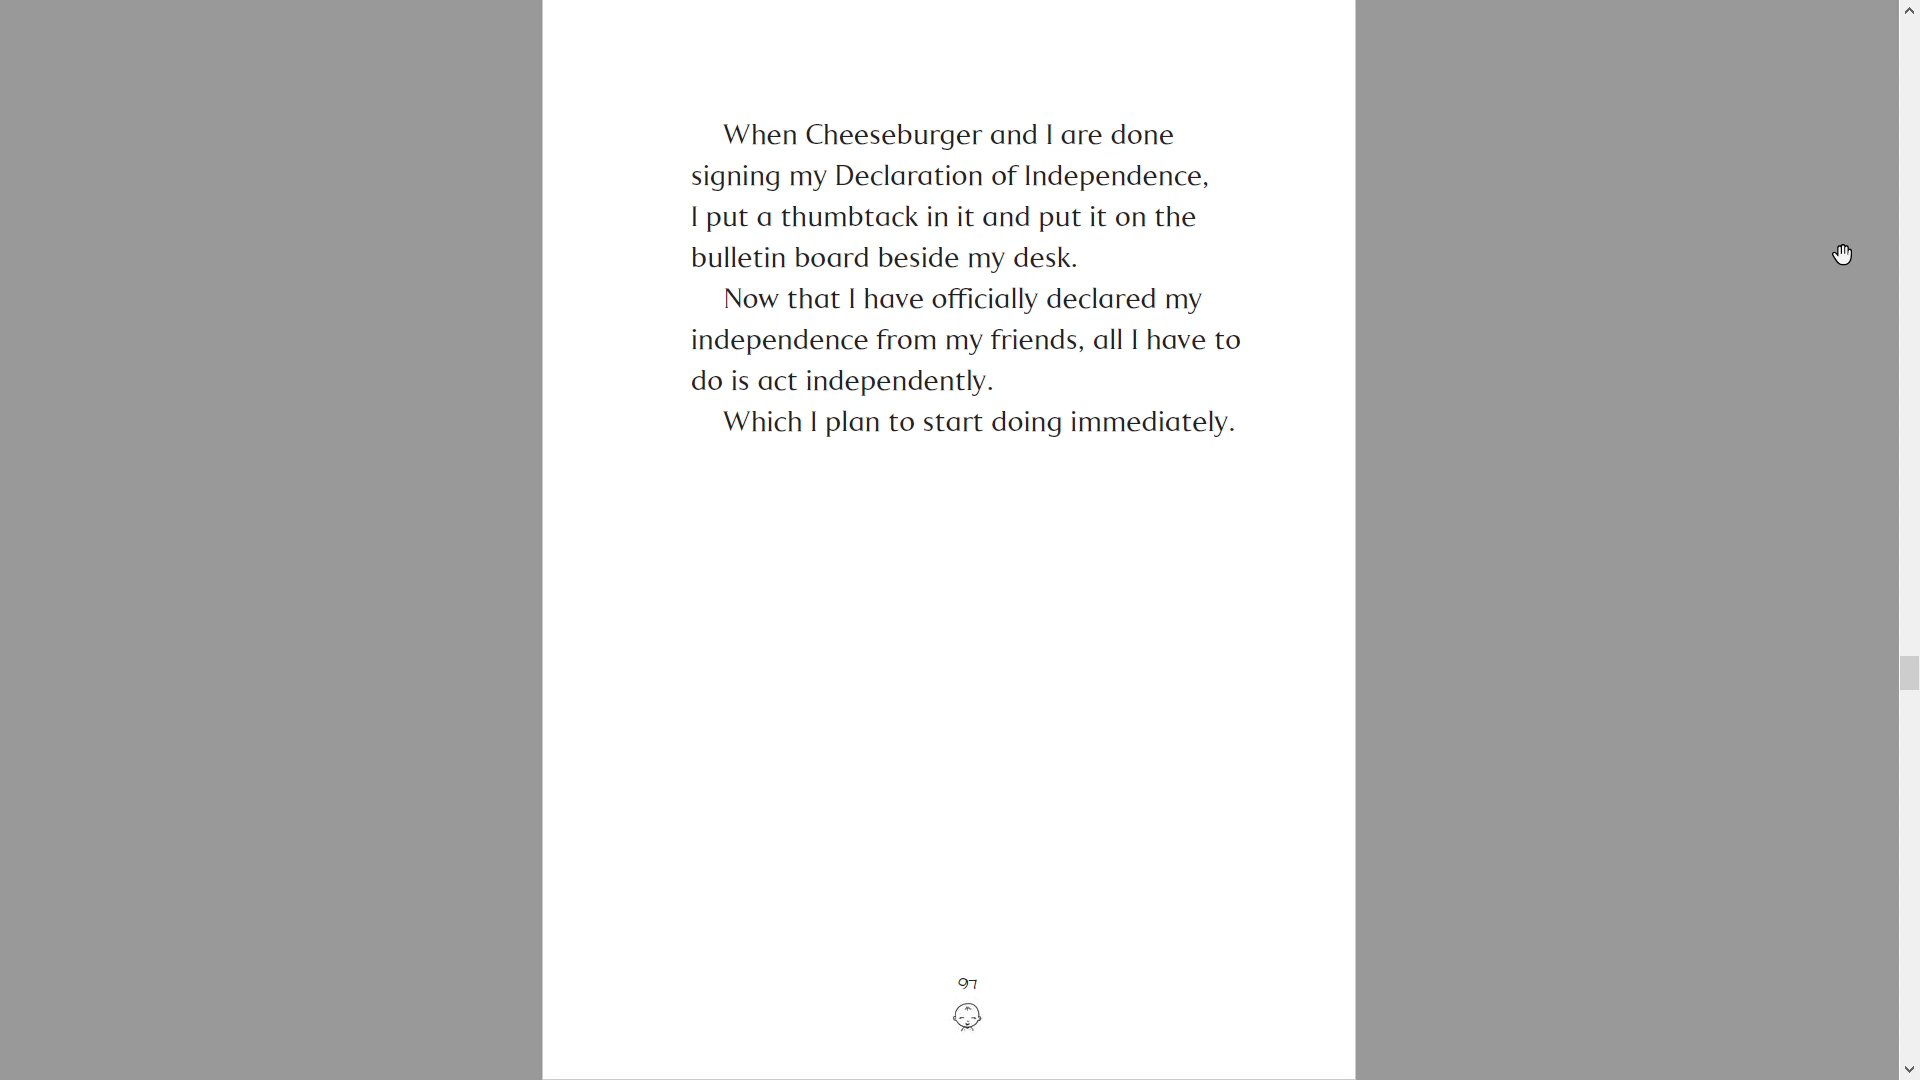 When Cheeseburger and I are done
signing my Declaration of Independence,
I put a thumbtack in it and put it on the
bulletin board beside my desk.
Now that I have officially declared my
independence from my friends, all I have to
do is act independently.
Which I plan to start doing immediately.
97